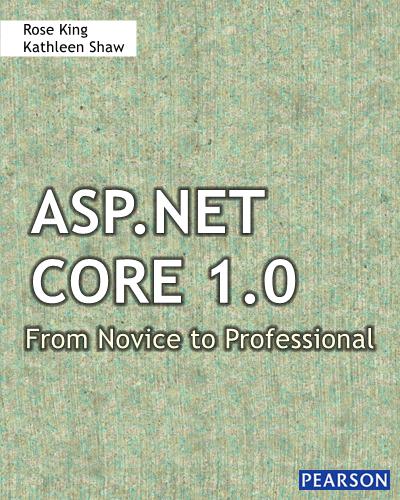 Rose King
Kathleen Shaw
ASP.NET
CORE 1.0
From Novice to Professional
PEARSON